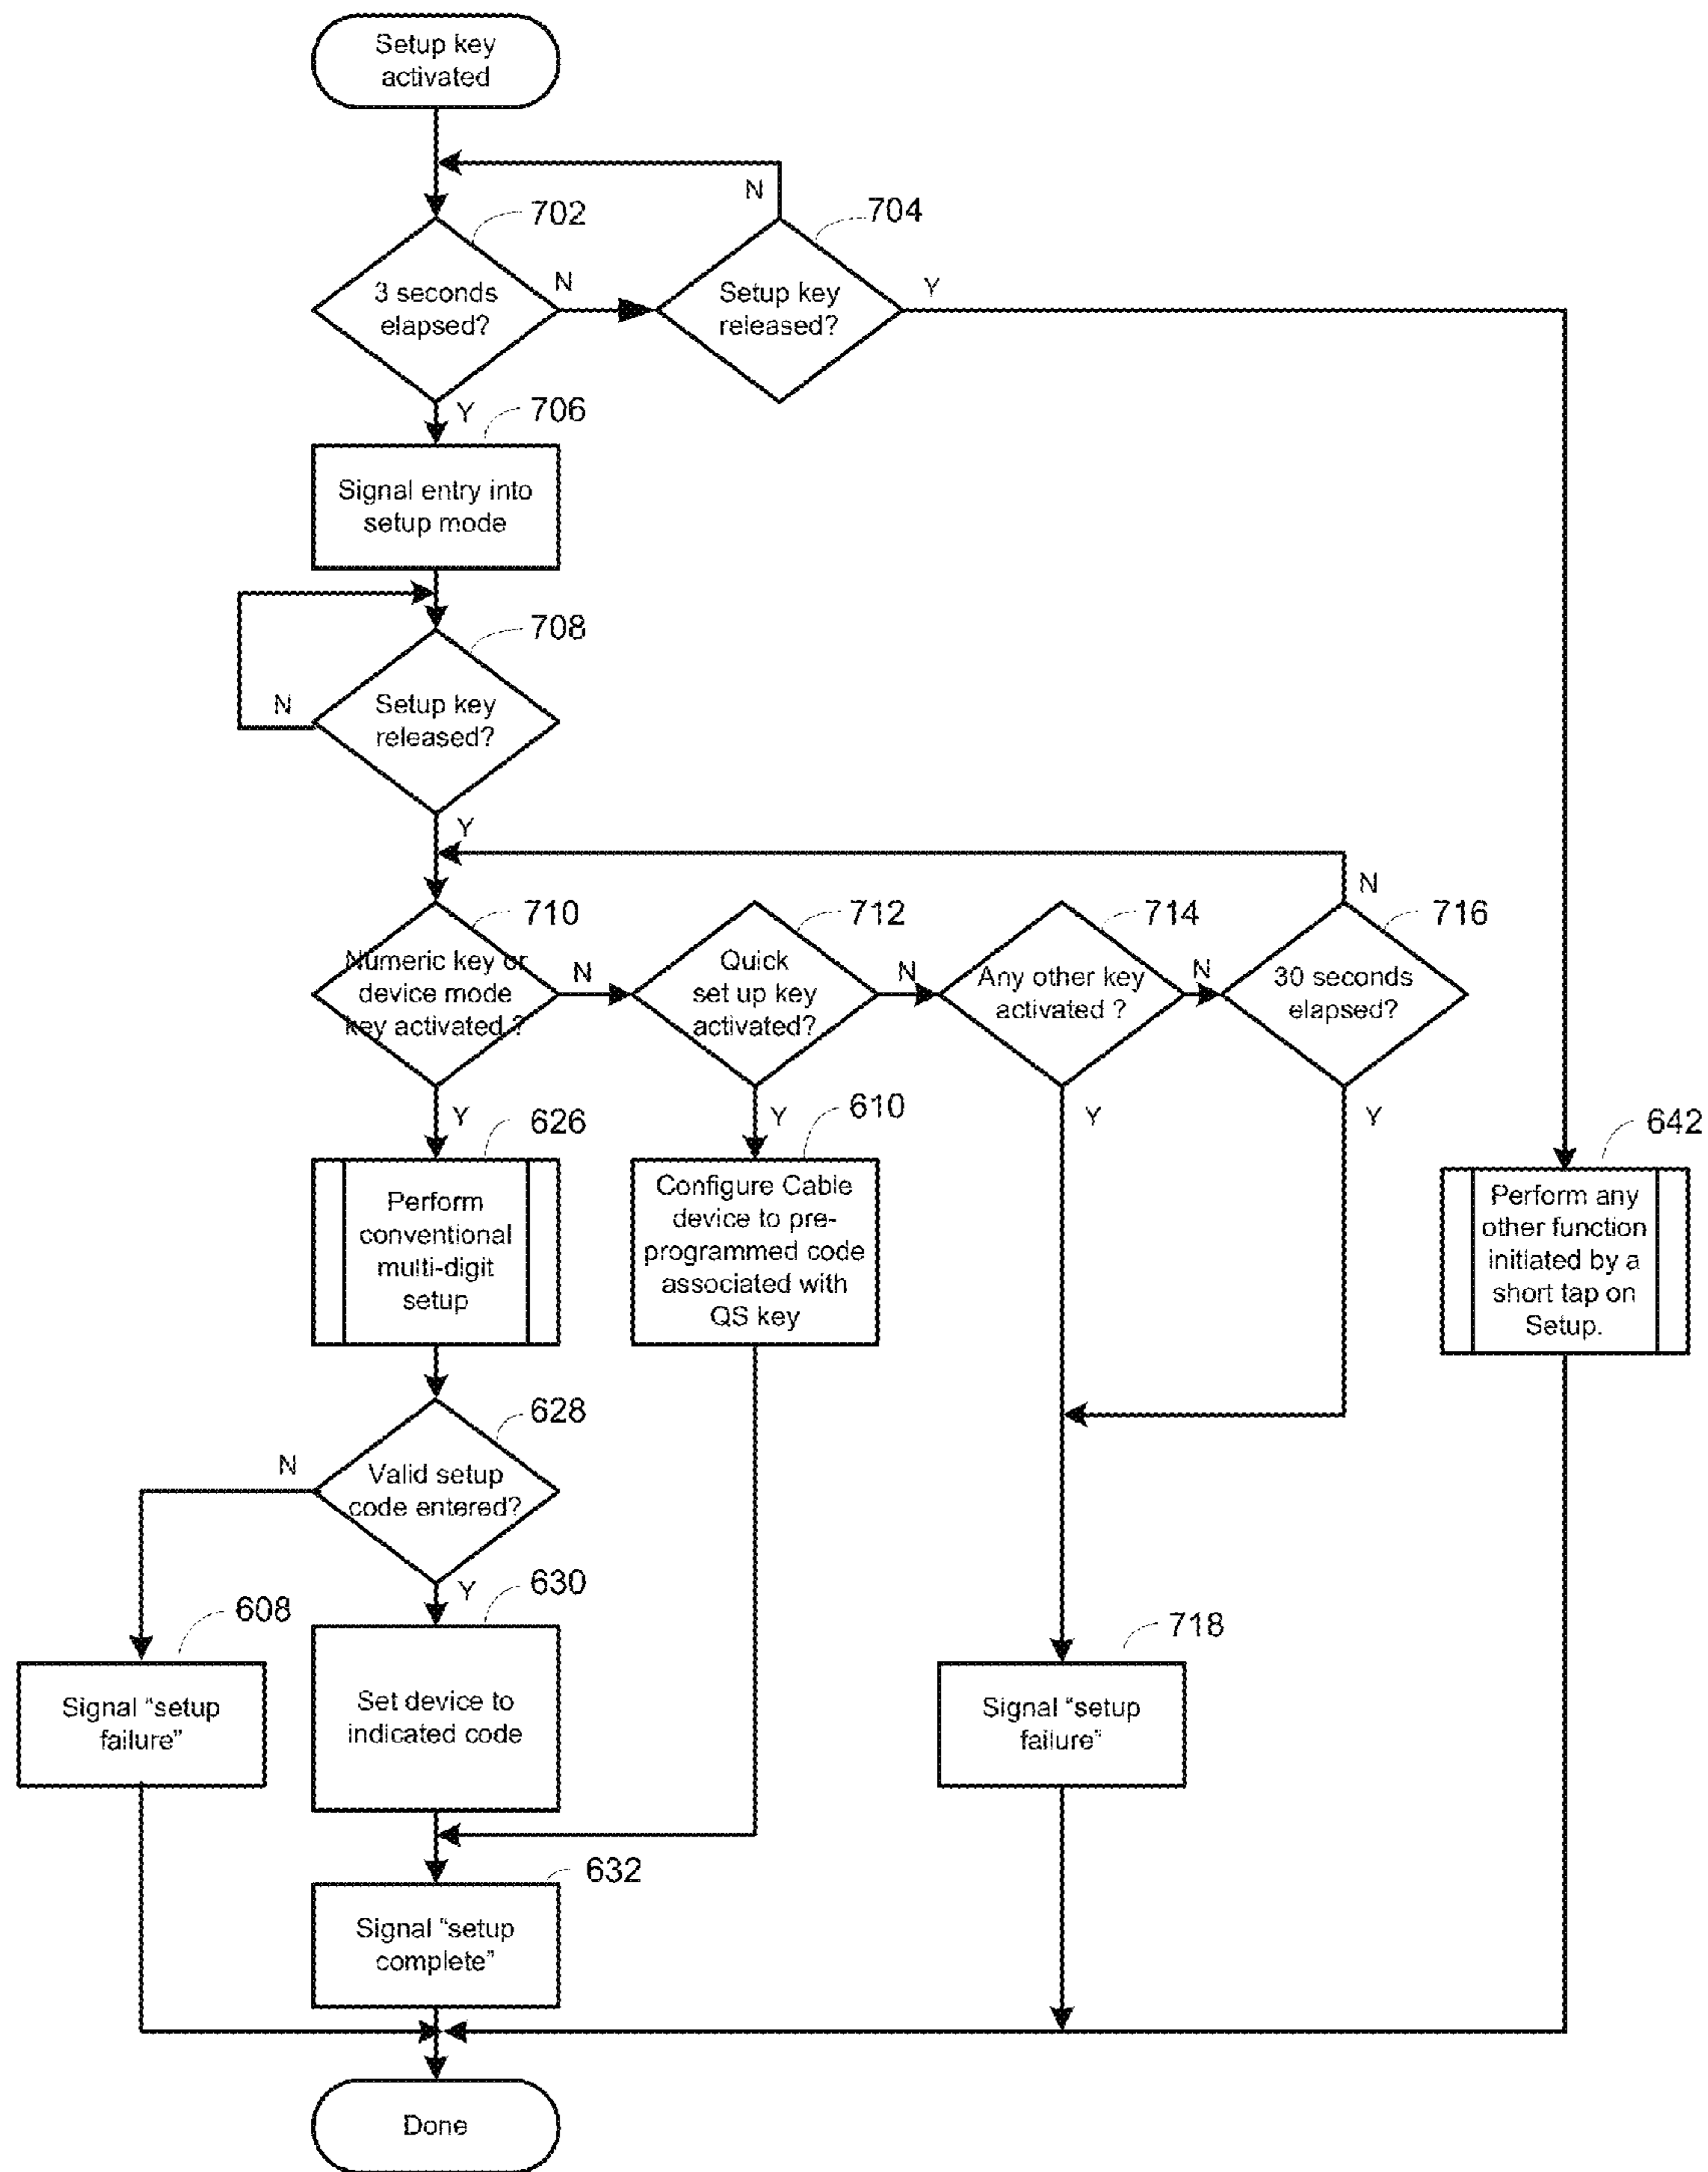 Setup key
activated
N
702
704
3 seconds
elapsed?
N
Setup key
released?
Y
Y
706
Signal entry into
setup mode
708
N
Setup key
released?
Y
N
710
712
714
716
Numeric key or
device mode
key activated ?
N
Quick
set up key
activated?
N
Any other key
activated ?
N
30 seconds
elapsed?
Y
Y
Y
Y
626
610
642
Perform
conventional
multi-digit
setup
Configure Cable
device to pre-
programmed code
associated with
QS key
Perform any
other function
initiated by a
short tap on
Setup.
628
N
Valid setup
code entered?
Y
630
608
718
Signal “setup
failure”
Set device to
indicated code
Signal “setup
failure”
632
Signal “setup
complete”
Done